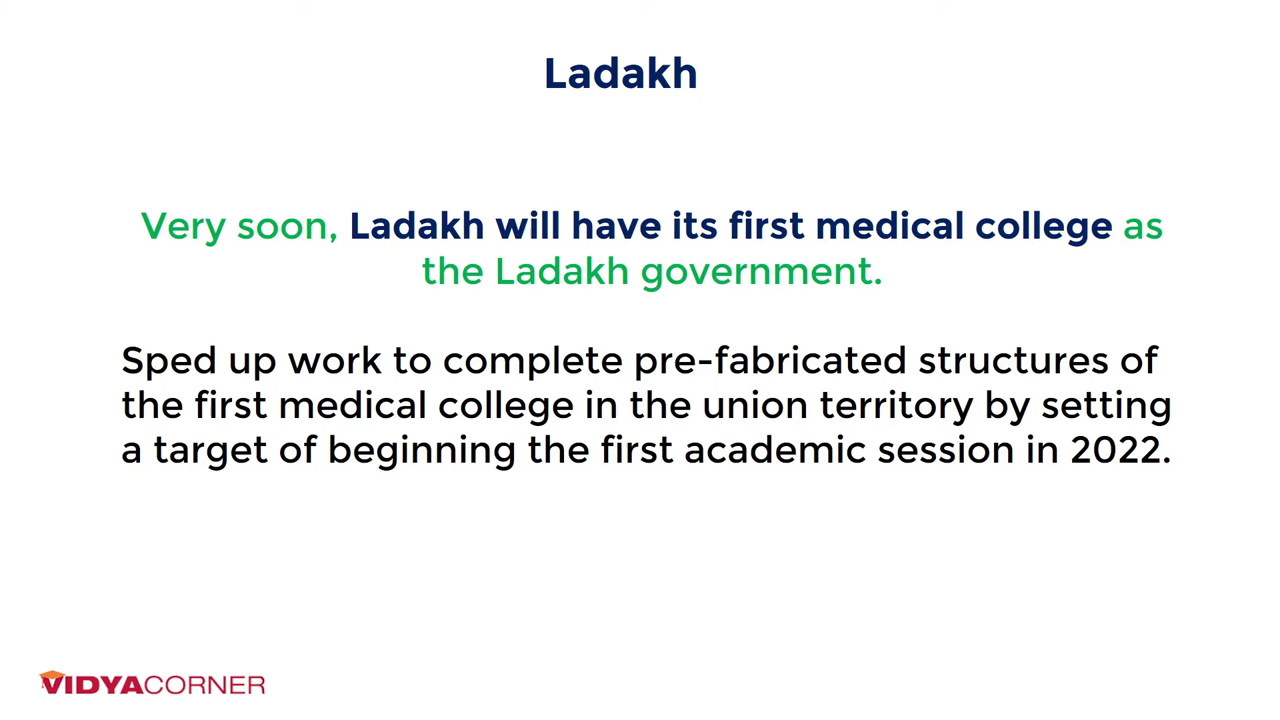 Ladakh
Very soon, Ladakh will have its first medical college as
the Ladakh government.
Sped up work to complete pre-fabricated structures of
the first medical college in the union territory by setting
a target of beginning the first academic session in 2022.
VIDYACORNER